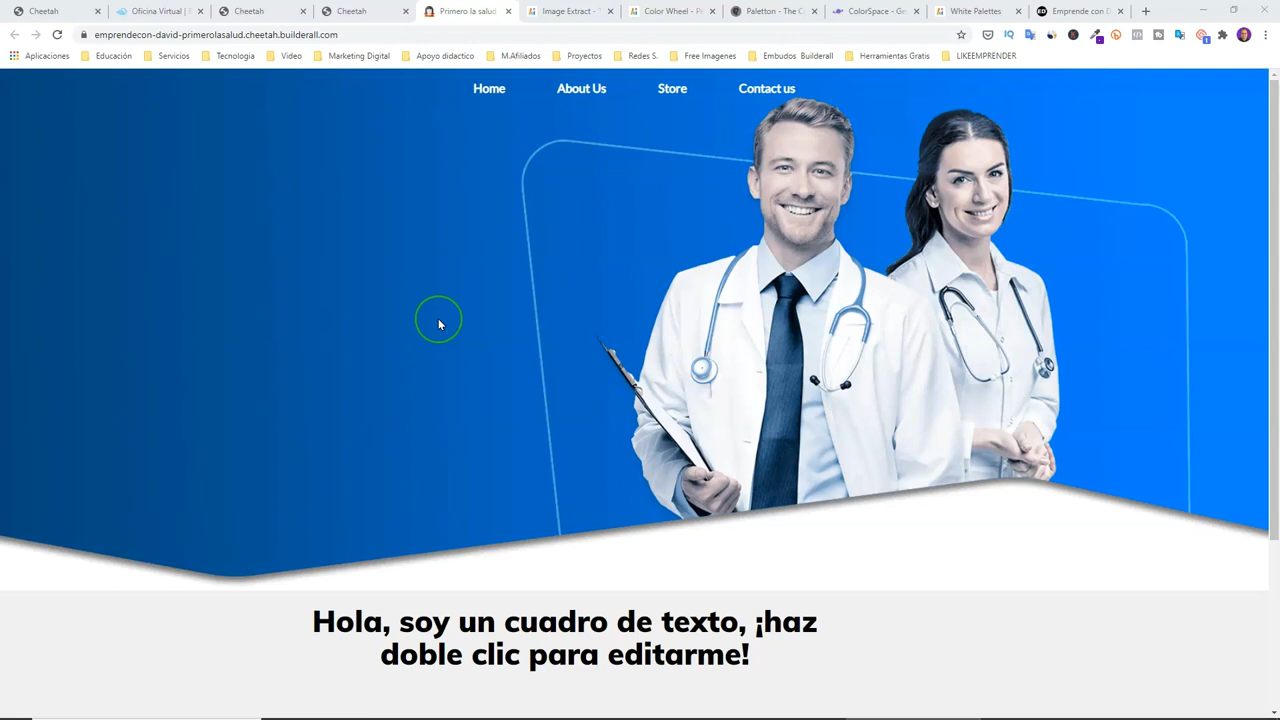 Cheetah
Oficina Virtual | 
Cheetah
Cheetah
Primero la salud
Image Extract - 
Color Wheel - 
Paletton - The C
ColorSpace - Ge
White Palettes
Emprende con D
emprendecon-david-primerolasalud.cheetah.builderall.com
Aplicaciones
Educación
Servicios
Tecnologia
Video
Marketing Digital
Apoyo didactico
M.Afiliados
Proyectos
Redes S.
Free Imagenes
Embudos Builderall
Herramientas Gratis
LIKEEMPRENDER
Home
About Us
Store
Contact us
Hola, soy un cuadro de texto, ¡haz
doble clic para editarme!